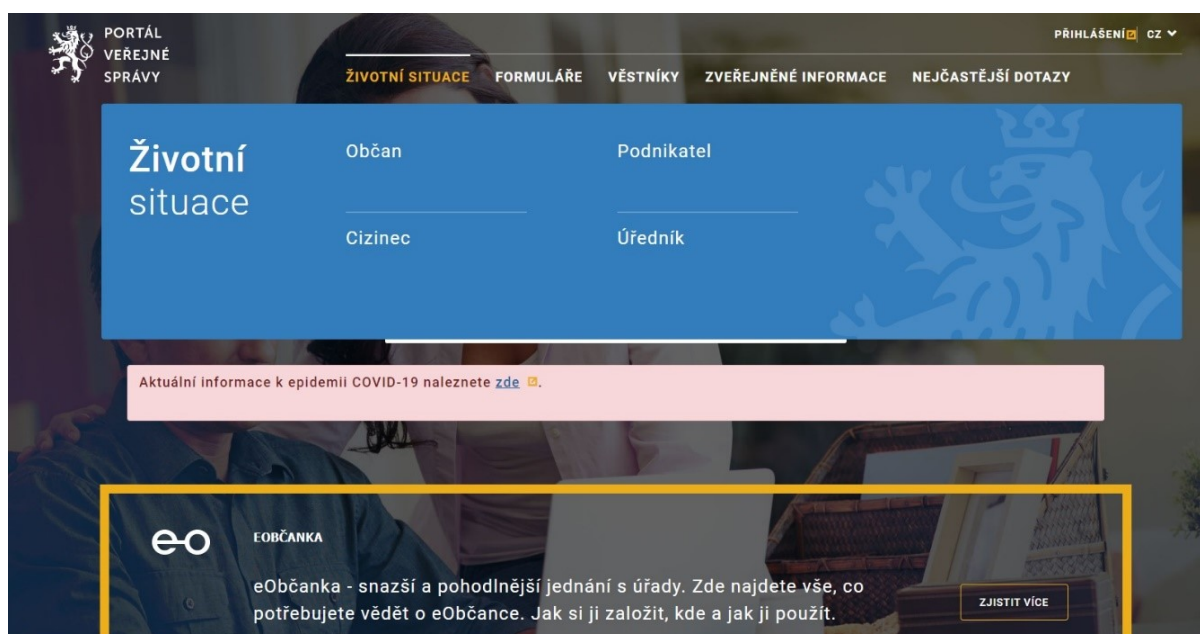 PORTÁL
VEŘEJNÉ
SPRÁVY
PŘIHLÁŠENÍ CZ
ŽIVOTNÍ SITUACE FORMULÁŘE VĚSTNÍKY ZVEŘEJNĚNÉ INFORMACE NEJČASTĚJŠÍ DOTAZY
Životní
situace
Občan Podnikatel
Cizinec Úředník
Aktuální informace k epidemii COVID-19 naleznete zde .
eo
EOBČANKA
eObčanka - snazší a pohodlnější jednání s úřady. Zde najdete vše, co
potřebujete vědět o eObčance. Jak si ji založit, kde a jak ji použít.
ZJISTIT VÍCE